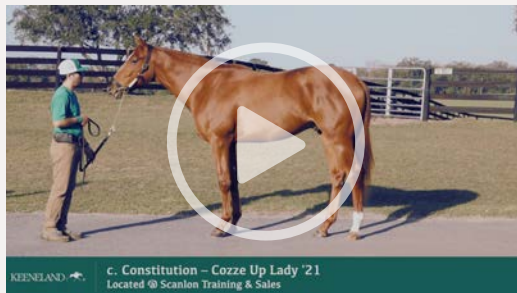 KEENELAND
c. Constitution – Cozze Up Lady '21
Located @ Scanlon Training & Sales